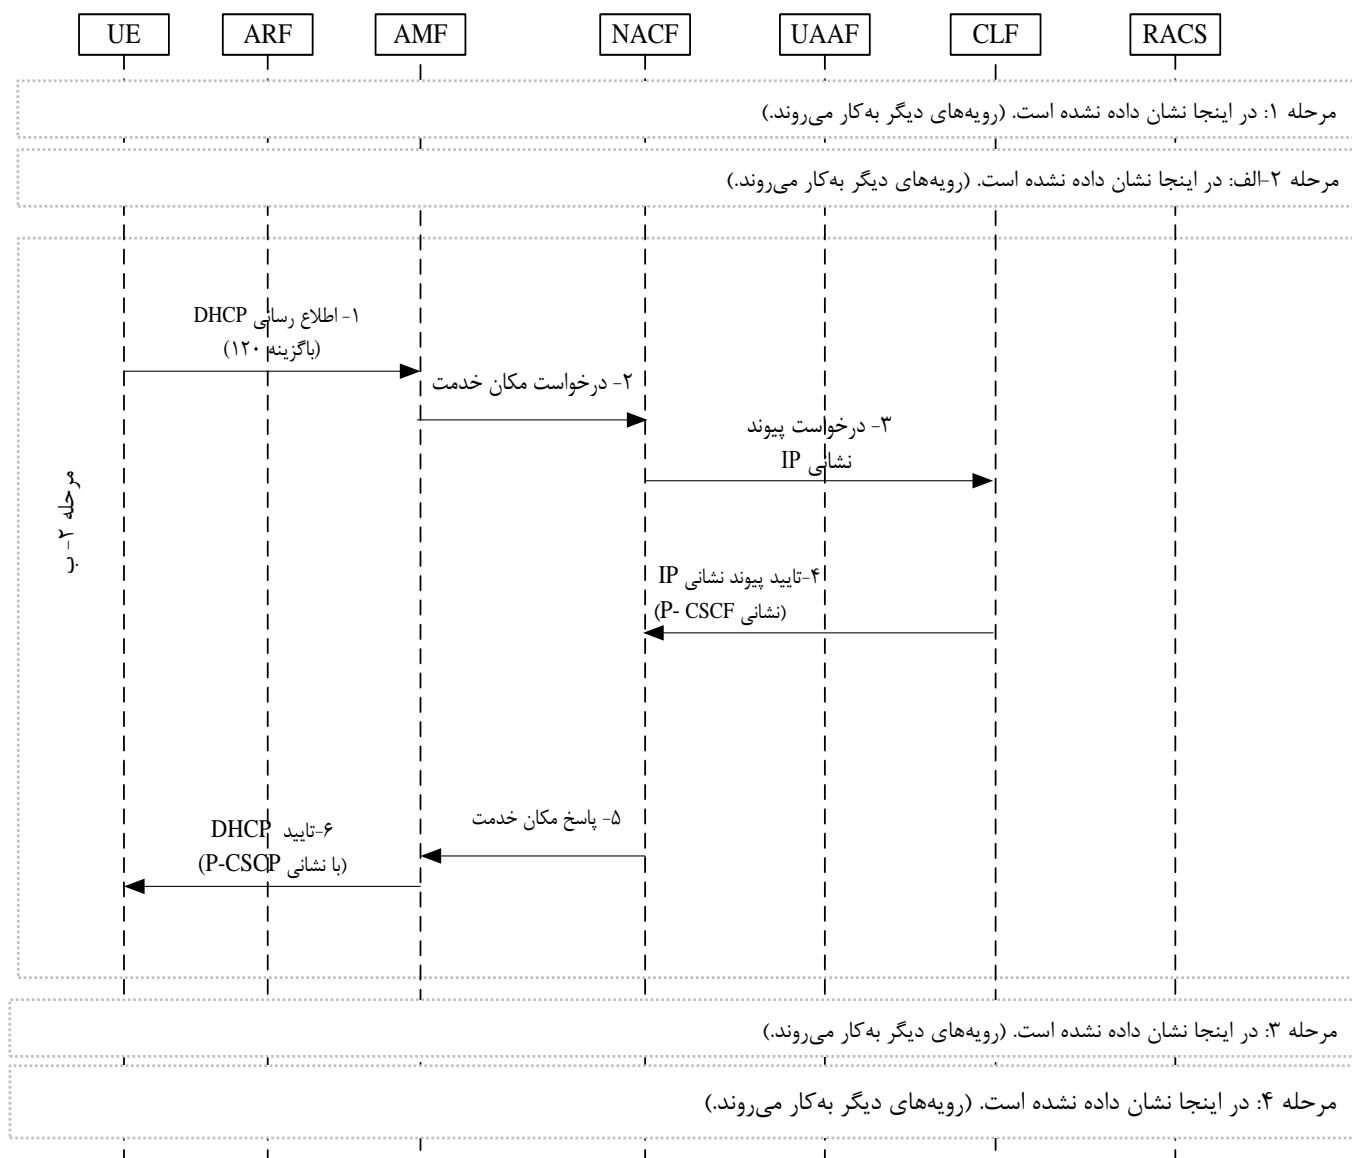 UE
ARF
AMF
NACF
UAAF
CLF
RACS
مرحله ۱: در اینجا نشان داده نشده است. (رویه‌های دیگر به‌کار می‌روند.)
مرحله ۲-الف: در اینجا نشان داده نشده است. (رویه‌های دیگر به‌کار می‌روند.)
مرحله ۲- ب
۱- اطلاع رسانی DHCP
(باگزینه ۱۲۰)
۲- درخواست مکان خدمت
۳- درخواست پیوند
نشانی IP
۴-تایید پیوند نشانی IP
(نشانی P- CSCF)
۵- پاسخ مکان خدمت
۶-تایید DHCP
(با نشانی P-CSCP)
مرحله ۳: در اینجا نشان داده نشده است. (رویه‌های دیگر به‌کار می‌روند.)
مرحله ۴: در اینجا نشان داده نشده است. (رویه‌های دیگر به‌کار می‌روند.)